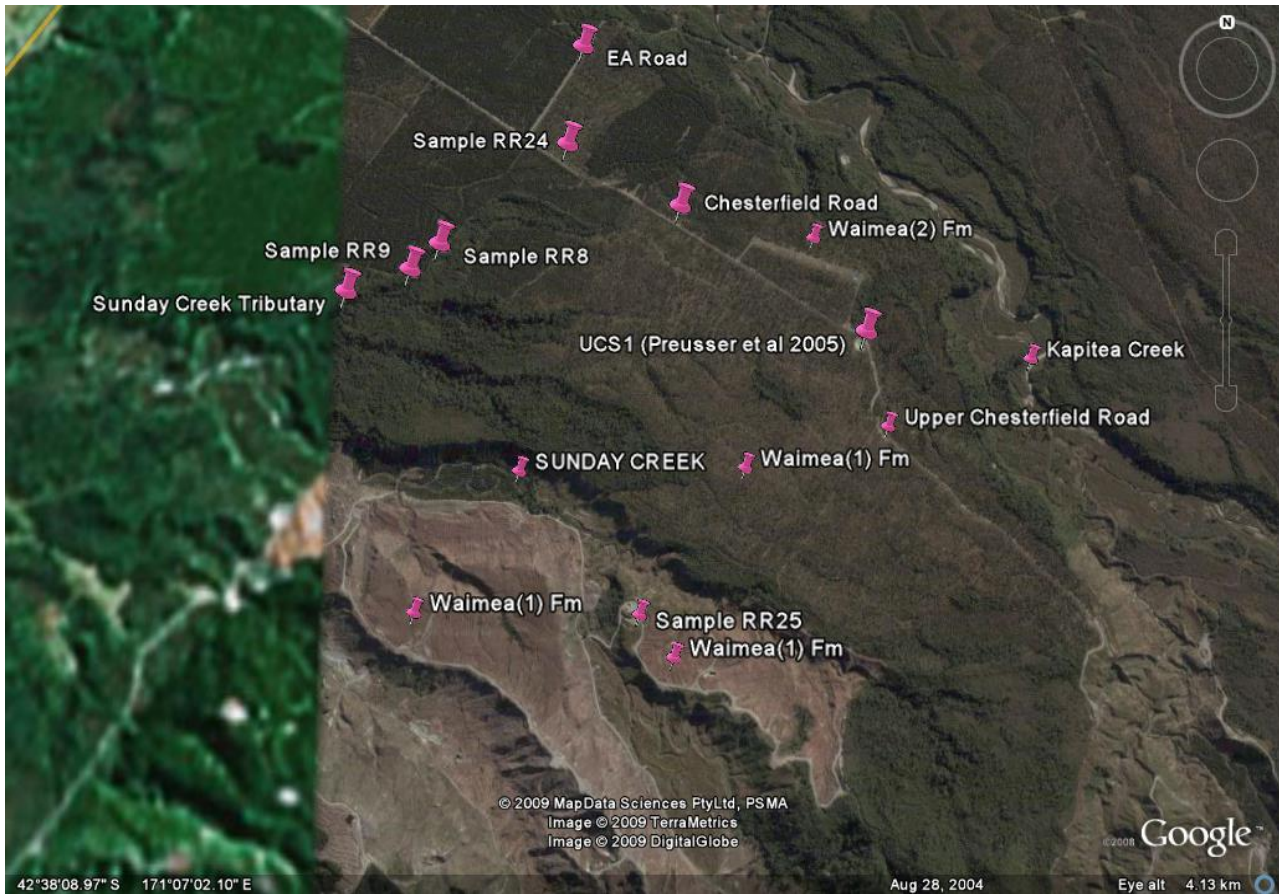 N
EA Road
Sample RR24
Chesterfield Road
Waimea(2) Fm
Sample RR9
Sample RR8
Sunday Creek Tributary
UCS1 (Preusser et al 2005)
Kapitea Creek
Upper Chesterfield Road
SUNDAY CREEK
Waimea(1) Fm
Waimea(1) Fm
Sample RR25
Waimea(1) Fm
© 2009 MapData Sciences PtyLtd, PSMA
Image © 2009 TerraMetrics
Image © 2009 DigitalGlobe
©2008 Google™
42°38'08.97" S 171°07'02.10" E
Aug 28, 2004
Eye alt 4.13 km